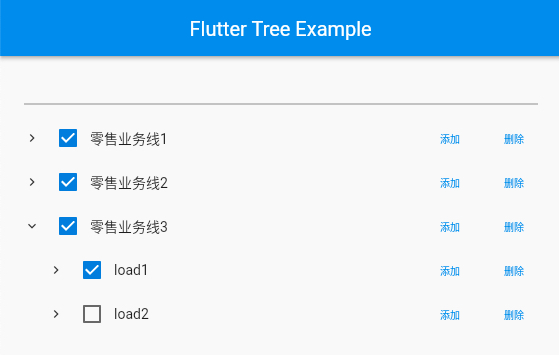 Flutter Tree Example
零售业务线1 添加 删除
零售业务线2 添加 删除
零售业务线3 添加 删除
load1 添加 删除
load2 添加 删除